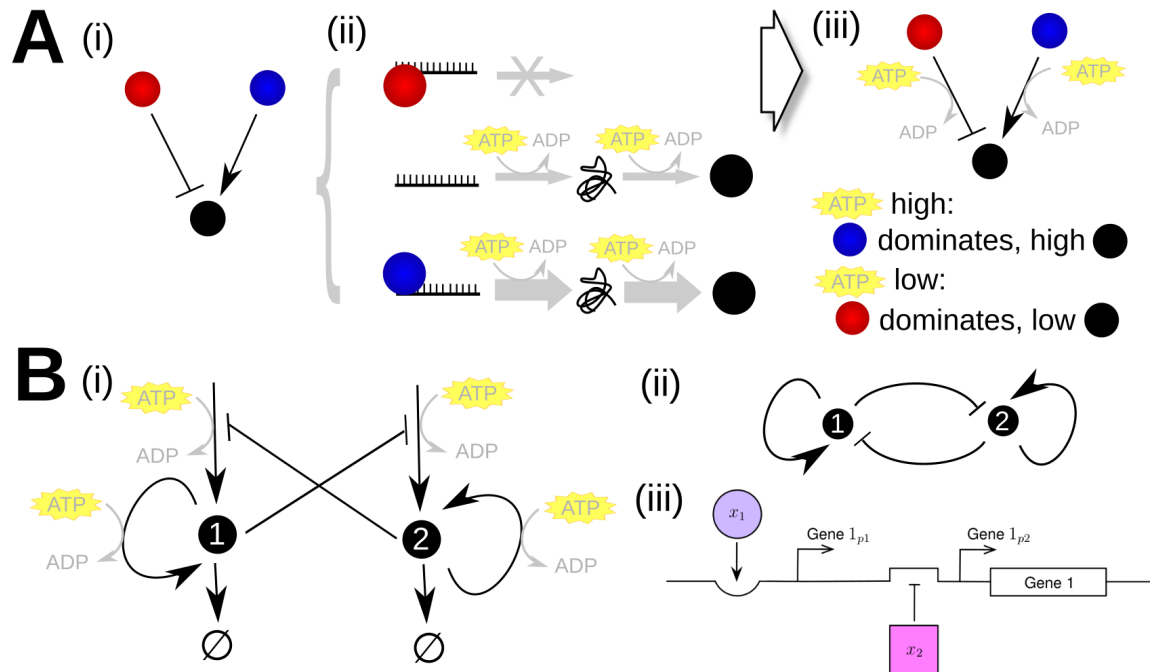 A
(i)
(ii)
ATP
ADP
ATP
ADP
ATP
ADP
ATP
ADP
(iii)
ATP
ATP
ADP
ADP
ATP high:
dominates, high
ATP low:
dominates, low
B
(i)
ATP
ATP
ADP
ADP
ATP
ATP
ADP
ADP
1
2
∅
∅
(ii)
1
2
(iii)
x1
Gene 1p1
Gene 1p2
Gene 1
x2